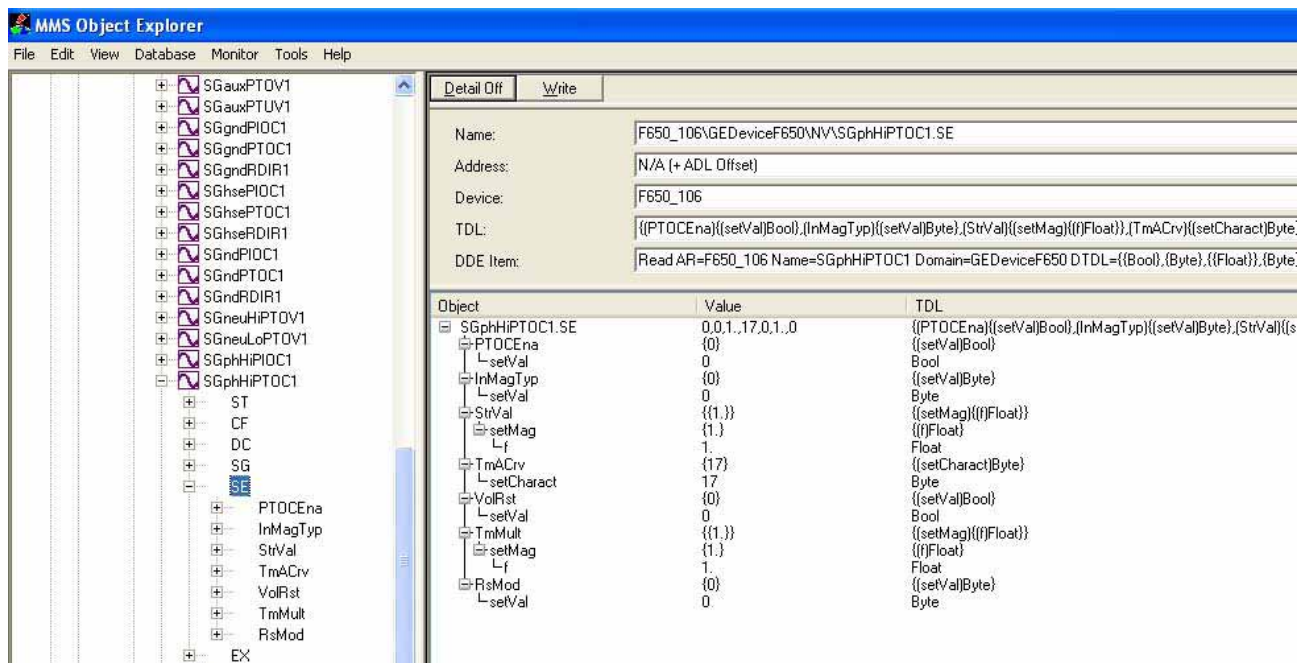 MMS Object Explorer
File Edit View Database Monitor Tools Help
SGauxPTOV1
SGauxPTUV1
SGgndPIOC1
SGgndPTOC1
SGgndRDIR1
SGhsePIOC1
SGhsePTOC1
SGhseRDIR1
SGndPIOC1
SGndPTOC1
SGndRDIR1
SGneuHiPTOV1
SGneuLoPTOV1
SGphHiPIOC1
SGphHiPTOC1
ST
CF
DC
SG
SE
PTOCEna
InMagTyp
StrVal
TmACrv
VolRst
TmMult
RsMod
EX
Detail Off Write
Name: F650_106\GEDeviceF650\NV\SGphHiPTOC1.SE
Address: N/A (+ ADL Offset)
Device: F650_106
TDL: {(PTOCEna){(setVal)Bool},(InMagTyp){(setVal)Byte},(StrVal){(setMag){(f)Float}},(TmACrv){(setCharact)Byte}
DDE Item: Read AR=F650_106 Name=SGphHiPTOC1 Domain=GEDeviceF650 DTDL={{Bool},{Byte},{{Float}},{Byte}
Object Value TDL
SGphHiPTOC1.SE 0,0,1.,17,0,1.,0 {(PTOCEna){(setVal)Bool},(InMagTyp){(setVal)Byte},(StrVal){(s
PTOCEna {0} {(setVal)Bool}
setVal 0 Bool
InMagTyp {0} {(setVal)Byte}
setVal 0 Byte
StrVal {{1.}} {(setMag){(f)Float}}
setMag {1.} {(f)Float}
f 1. Float
TmACrv {17} {(setCharact)Byte}
setCharact 17 Byte
VolRst {0} {(setVal)Bool}
setVal 0 Bool
TmMult {{1.}} {(setMag){(f)Float}}
setMag {1.} {(f)Float}
f 1. Float
RsMod {0} {(setVal)Byte}
setVal 0 Byte